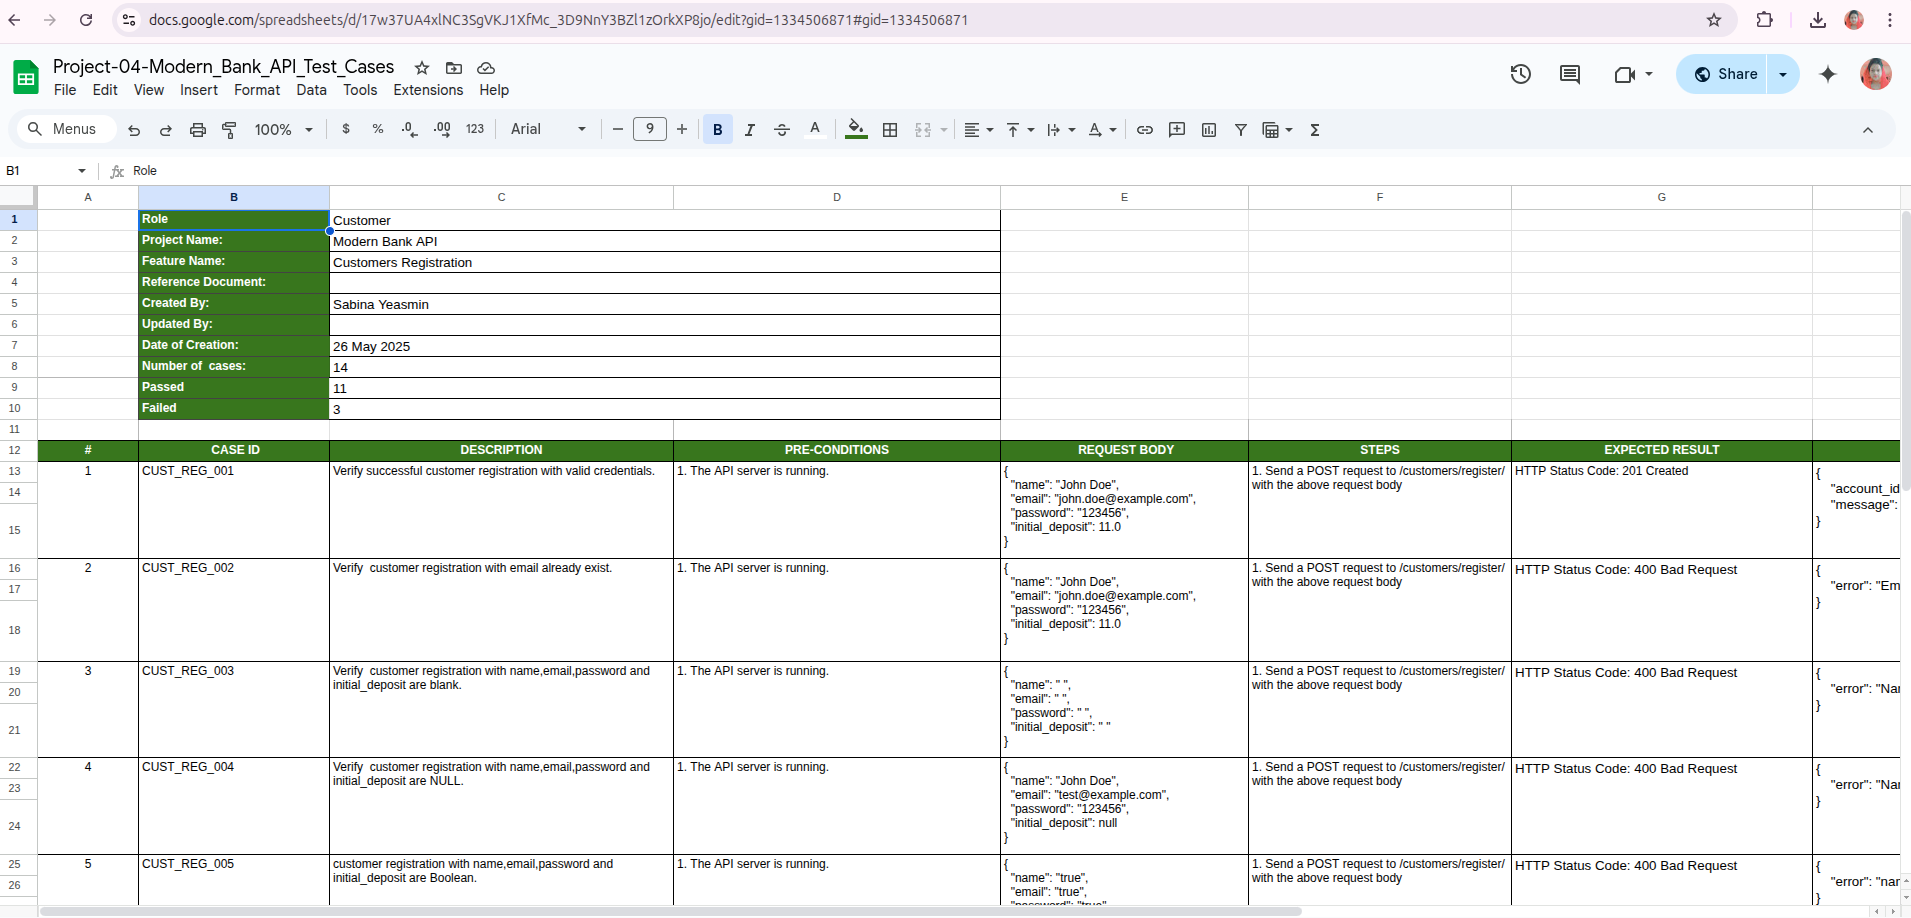 docs.google.com/spreadsheets/d/17w37UA4xlNC3SgVKJ1XfMc_3D9NnY3BZl1zOrkXP8jo/edit?gid=1334506871#gid=1334506871
Project-04-Modern_Bank_API_Test_Cases
File Edit View Insert Format Data Tools Extensions Help
Share
Menus 100% $ % .0 .00 123 Arial 9 B I A
B1 fx Role
A B C D E F G
1 Role Customer
2 Project Name: Modern Bank API
3 Feature Name: Customers Registration
4 Reference Document:
5 Created By: Sabina Yeasmin
6 Updated By:
7 Date of Creation: 26 May 2025
8 Number of  cases: 14
9 Passed 11
10 Failed 3
11
12 # CASE ID DESCRIPTION PRE-CONDITIONS REQUEST BODY STEPS EXPECTED RESULT
13 1 CUST_REG_001 Verify successful customer registration with valid credentials. 1. The API server is running. { 1. Send a POST request to /customers/register/ HTTP Status Code: 201 Created {
14 "name": "John Doe", with the above request body "account_id
"email": "john.doe@example.com", "message":
"password": "123456",
15 "initial_deposit": 11.0 }
}
16 2 CUST_REG_002 Verify  customer registration with email already exist. 1. The API server is running. { 1. Send a POST request to /customers/register/ HTTP Status Code: 400 Bad Request {
17 "name": "John Doe", with the above request body "error": "Em
"email": "john.doe@example.com", }
"password": "123456",
18 "initial_deposit": 11.0
}
19 3 CUST_REG_003 Verify  customer registration with name,email,password and 1. The API server is running. { 1. Send a POST request to /customers/register/ HTTP Status Code: 400 Bad Request {
20 initial_deposit are blank. "name": " ", with the above request body "error": "Nar
"email": " ", }
"password": " ",
21 "initial_deposit": " "
}
22 4 CUST_REG_004 Verify  customer registration with name,email,password and 1. The API server is running. { 1. Send a POST request to /customers/register/ HTTP Status Code: 400 Bad Request {
23 initial_deposit are NULL. "name": "John Doe", with the above request body "error": "Nar
"email": "test@example.com", }
"password": "123456",
24 "initial_deposit": null
}
25 5 CUST_REG_005 customer registration with name,email,password and 1. The API server is running. { 1. Send a POST request to /customers/register/ HTTP Status Code: 400 Bad Request {
26 initial_deposit are Boolean. "name": "true", with the above request body "error": "nar
"email": "true", }
"password": "true"